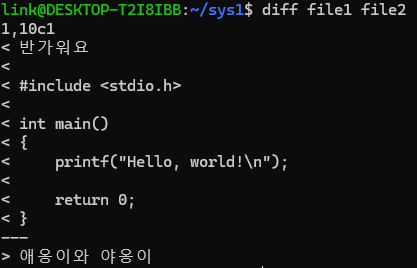 link@DESKTOP-T2I8IBB:~/sys1$ diff file1 file2
1,10c1
< 반가워요
<
< #include <stdio.h>
<
< int main()
< {
<     printf("Hello, world!\n");
<
<     return 0;
< }
---
> 애옹이와 야옹이